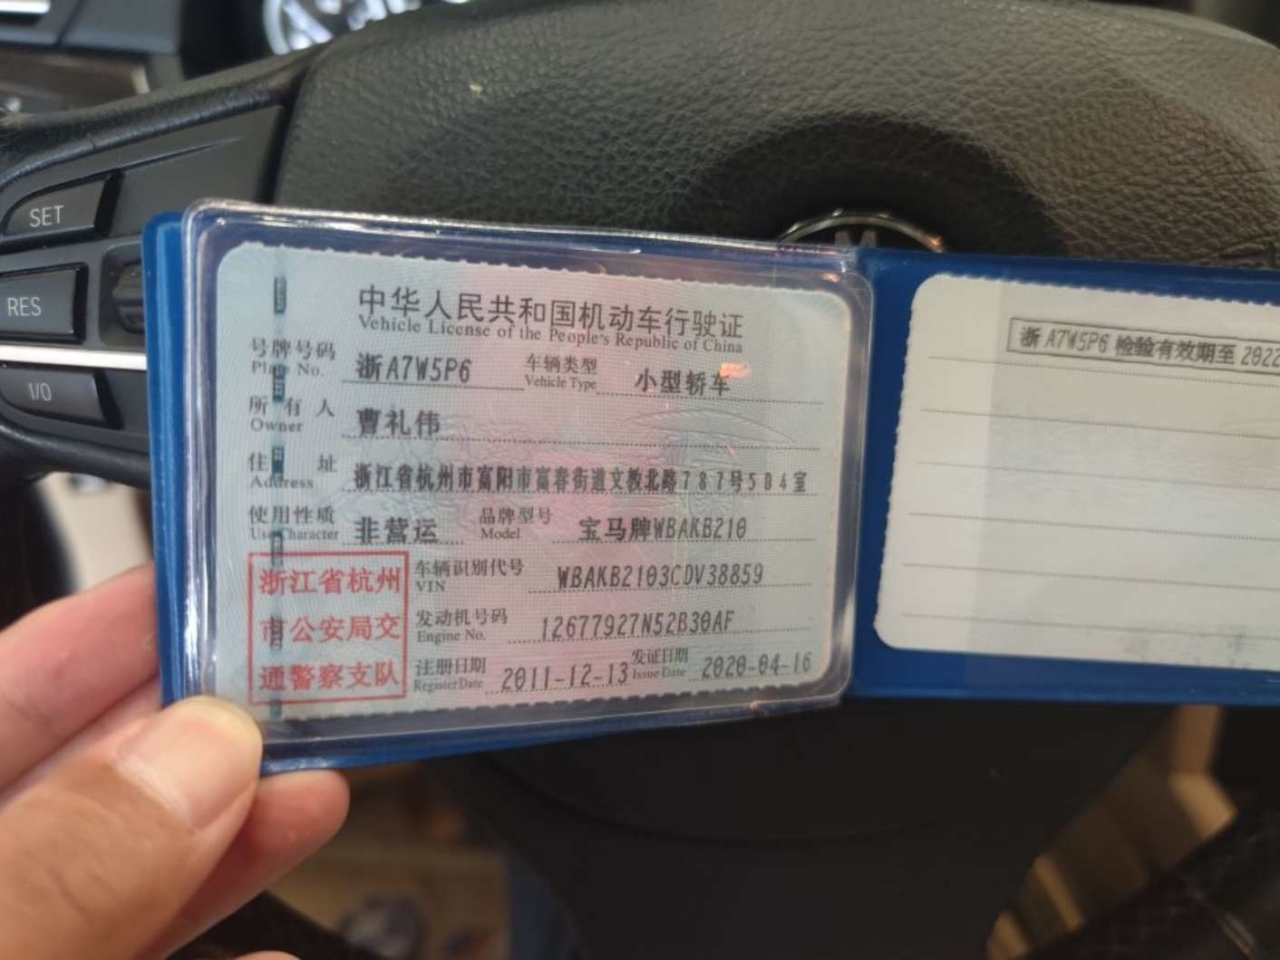 SET
RES
I/O
中华人民共和国机动车行驶证
Vehicle License of the People's Republic of China
号牌号码 浙A7W5P6 车辆类型 小型轿车
Plate No. Vehicle Type
所有人 曹礼伟
Owner
住址 浙江省杭州市富阳市富春街道文教北路787号504室
Address
使用性质 非营运 品牌型号 宝马牌WBAKB210
Use Character Model
浙江省杭州
市公安局交
通警察支队
车辆识别代号 WBAKB2103CDV38859
VIN
发动机号码 12677927N52B30AF
Engine No.
注册日期 2011-12-13 发证日期 2020-04-16
Register Date Issue Date
浙A7W5P6 检验有效期至 2022